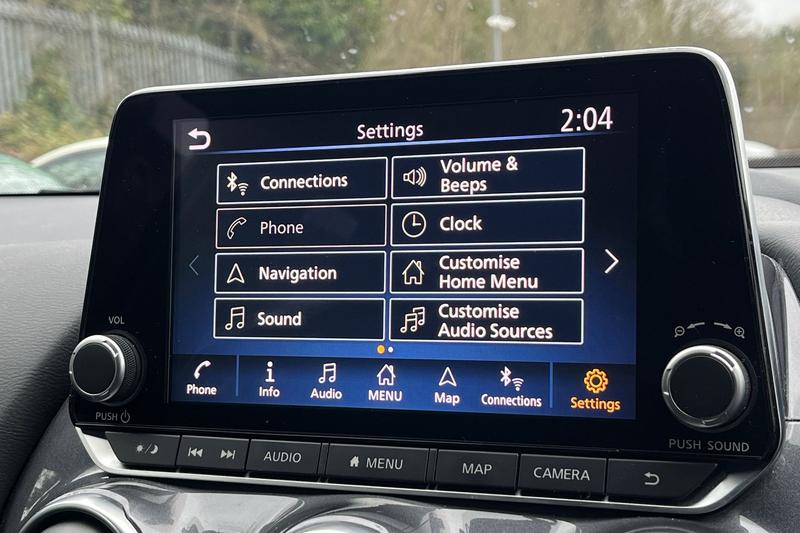 Settings
2:04
Connections
Volume &
Beeps
Phone
Clock
Navigation
Customise
Home Menu
Sound
Customise
Audio Sources
Phone
Info
Audio
MENU
Map
Connections
Settings
VOL
PUSH
PUSH SOUND
AUDIO
MENU
MAP
CAMERA